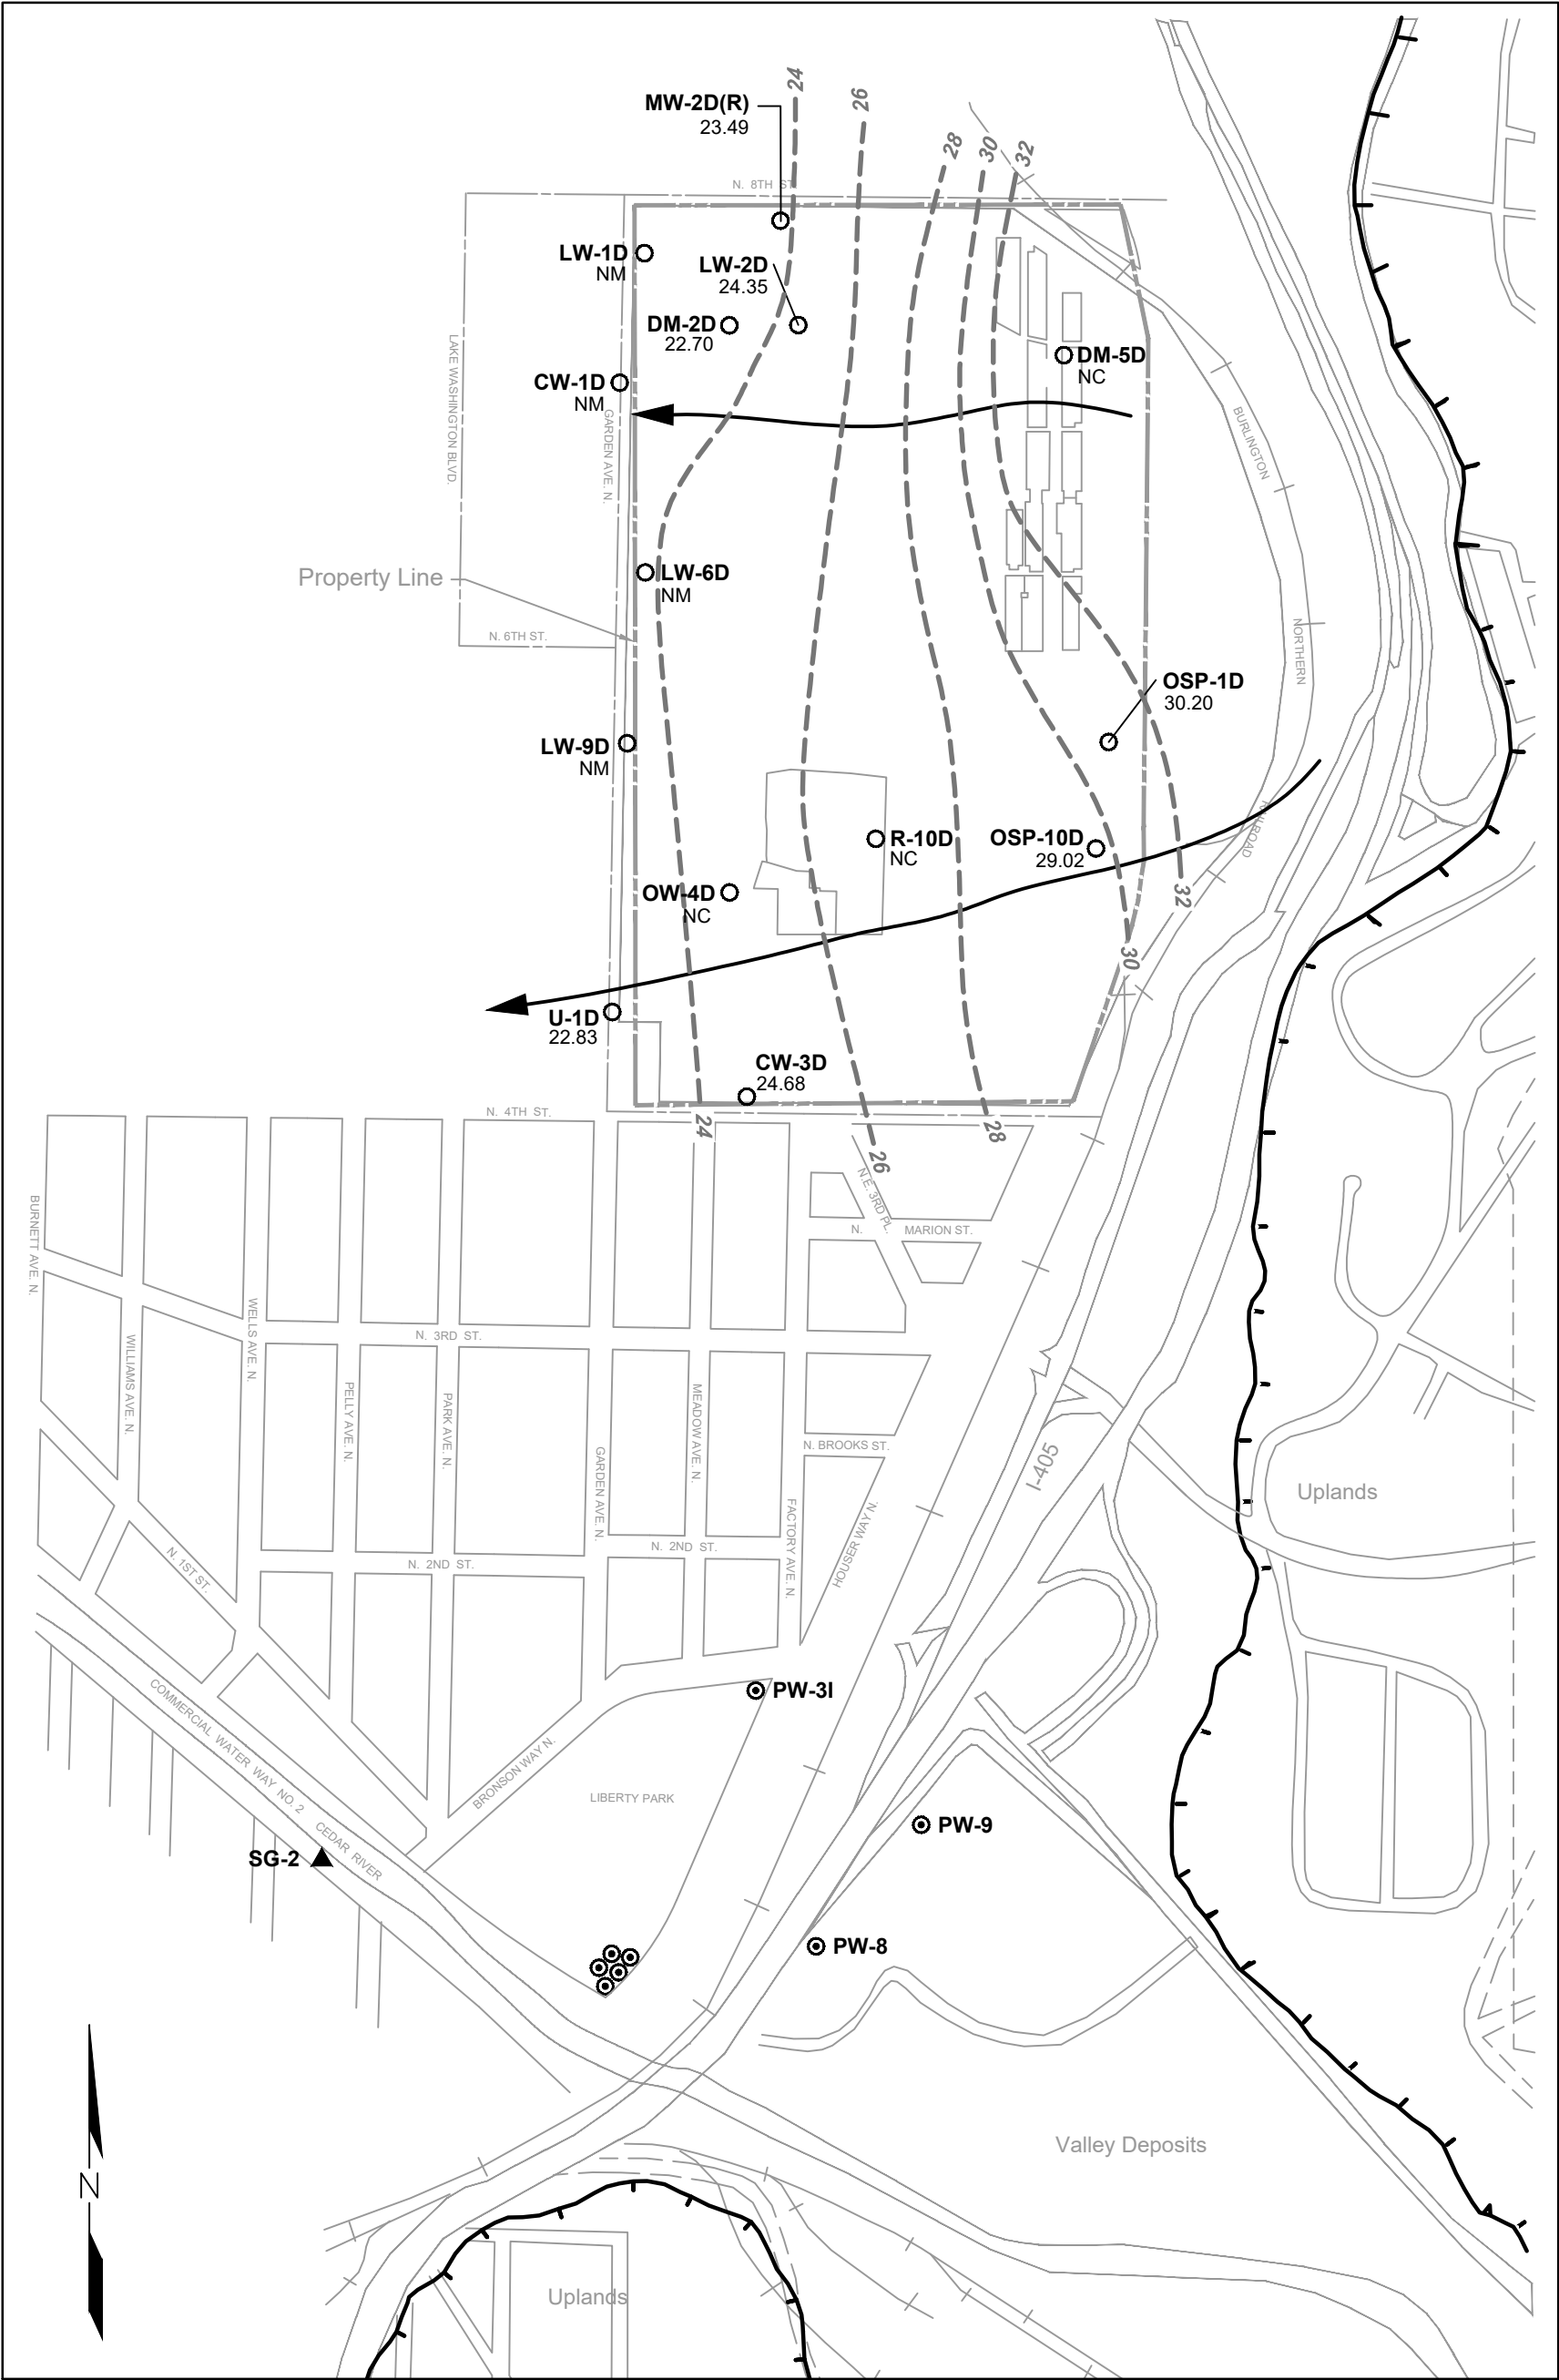 24
26
MW-2D(R)
23.49
28
30
32
N. 8TH ST.
LW-1D
NM
LW-2D
24.35
DM-2D
22.70
DM-5D
NC
CW-1D
NM
LAKE WASHINGTON BLVD.
GARDEN AVE. N.
BURLINGTON
LW-6D
NM
Property Line
N. 6TH ST.
NORTHERN
OSP-1D
30.20
LW-9D
NM
RAILROAD
R-10D
NC
OSP-10D
29.02
OW-4D
NC
32
30
U-1D
22.83
CW-3D
24.68
N. 4TH ST.
24
28
26
N.E. 3RD PL.
N.
MARION ST.
BURNETT AVE. N.
WILLIAMS AVE. N.
WELLS AVE. N.
N. 3RD ST.
PELLY AVE. N.
PARK AVE. N.
MEADOW AVE. N.
GARDEN AVE. N.
N. BROOKS ST.
I-405
FACTORY AVE. N.
HOUSER WAY N.
Uplands
N. 2ND ST.
N. 2ND ST.
N. 1ST ST.
PW-3I
COMMERCIAL WATER WAY NO. 2
BRONSON WAY N.
LIBERTY PARK
PW-9
CEDAR RIVER
SG-2
PW-8
Valley Deposits
N
Uplands